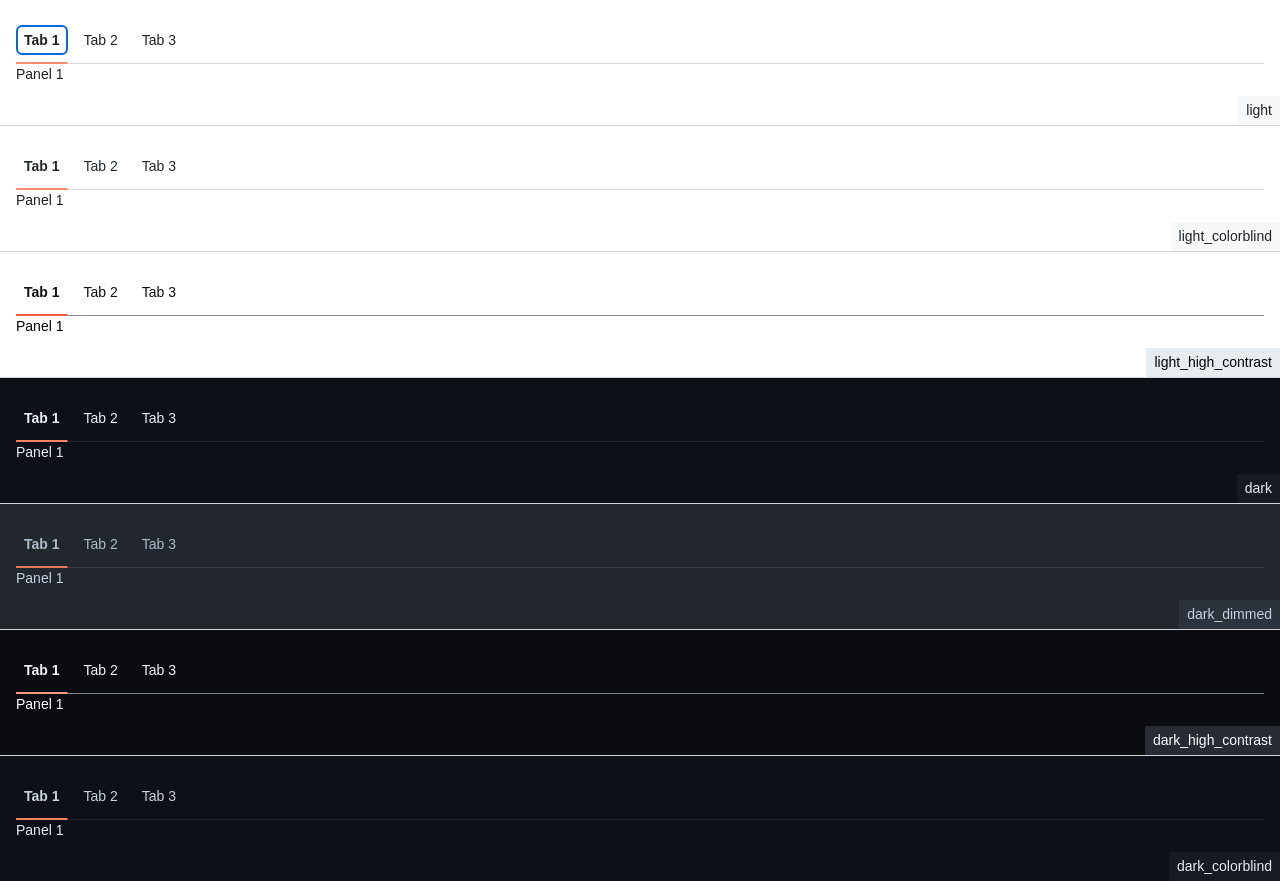 Tab 1 Tab 2 Tab 3
Panel 1
light
Tab 1 Tab 2 Tab 3
Panel 1
light_colorblind
Tab 1 Tab 2 Tab 3
Panel 1
light_high_contrast
Tab 1 Tab 2 Tab 3
Panel 1
dark
Tab 1 Tab 2 Tab 3
Panel 1
dark_dimmed
Tab 1 Tab 2 Tab 3
Panel 1
dark_high_contrast
Tab 1 Tab 2 Tab 3
Panel 1
dark_colorblind